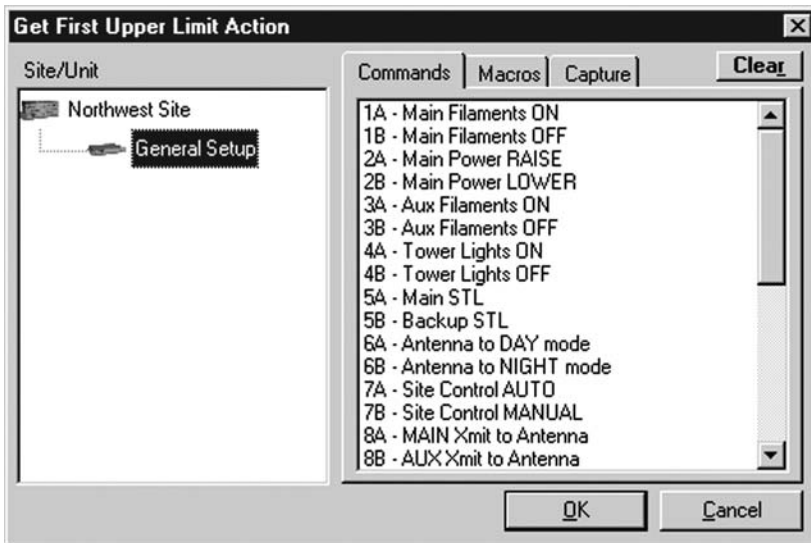 Get First Upper Limit Action
Site/Unit
Northwest Site
General Setup
Commands
Macros
Capture
Clear
1A - Main Filaments ON
1B - Main Filaments OFF
2A - Main Power RAISE
2B - Main Power LOWER
3A - Aux Filaments ON
3B - Aux Filaments OFF
4A - Tower Lights ON
4B - Tower Lights OFF
5A - Main STL
5B - Backup STL
6A - Antenna to DAY mode
6B - Antenna to NIGHT mode
7A - Site Control AUTO
7B - Site Control MANUAL
8A - MAIN Xmit to Antenna
8B - AUX Xmit to Antenna
OK
Cancel